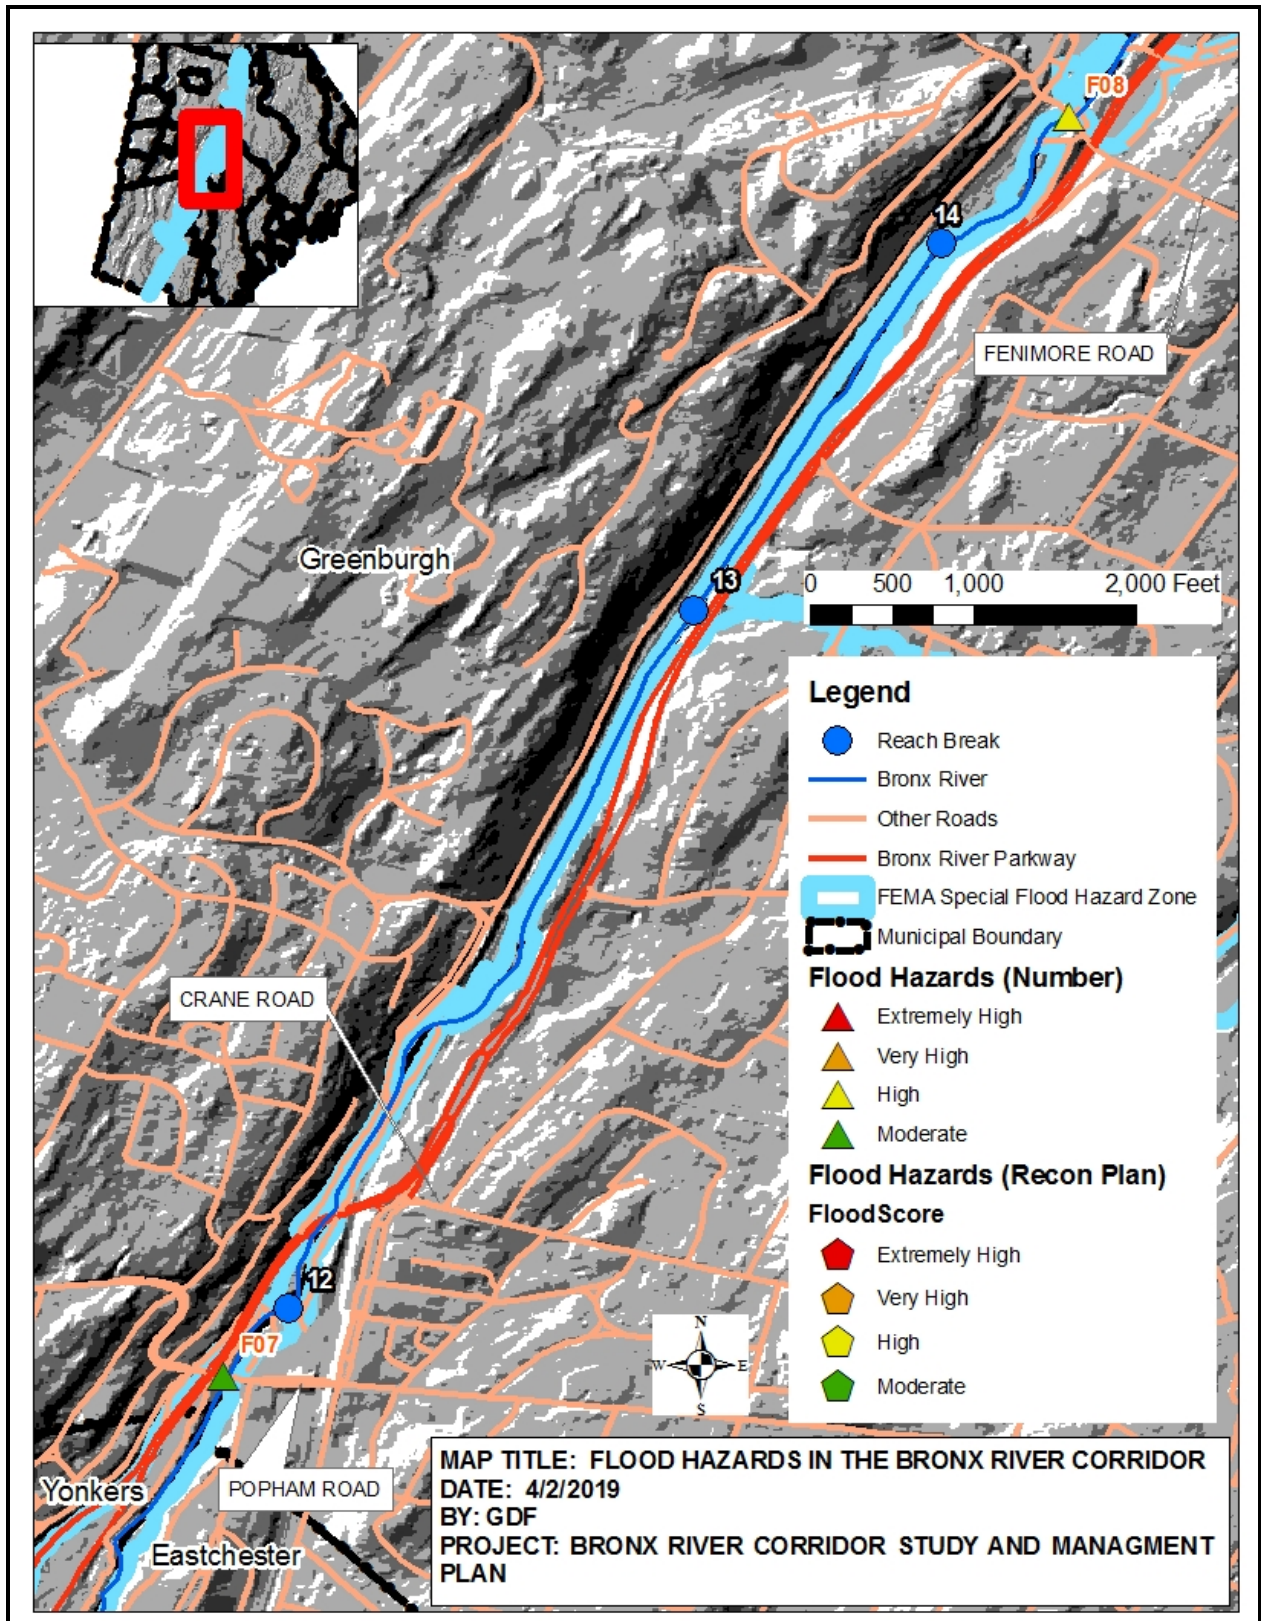 F08
14
FENIMORE ROAD
Greenburgh
13
0 500 1,000 2,000 Feet
Legend
Reach Break
Bronx River
Other Roads
Bronx River Parkway
FEMA Special Flood Hazard Zone
Municipal Boundary
Flood Hazards (Number)
Extremely High
Very High
High
Moderate
Flood Hazards (Recon Plan)
FloodScore
Extremely High
Very High
High
Moderate
CRANE ROAD
12
F07
N
W E
S
Yonkers
POPHAM ROAD
Eastchester
MAP TITLE: FLOOD HAZARDS IN THE BRONX RIVER CORRIDOR
DATE: 4/2/2019
BY: GDF
PROJECT: BRONX RIVER CORRIDOR STUDY AND MANAGMENT
PLAN